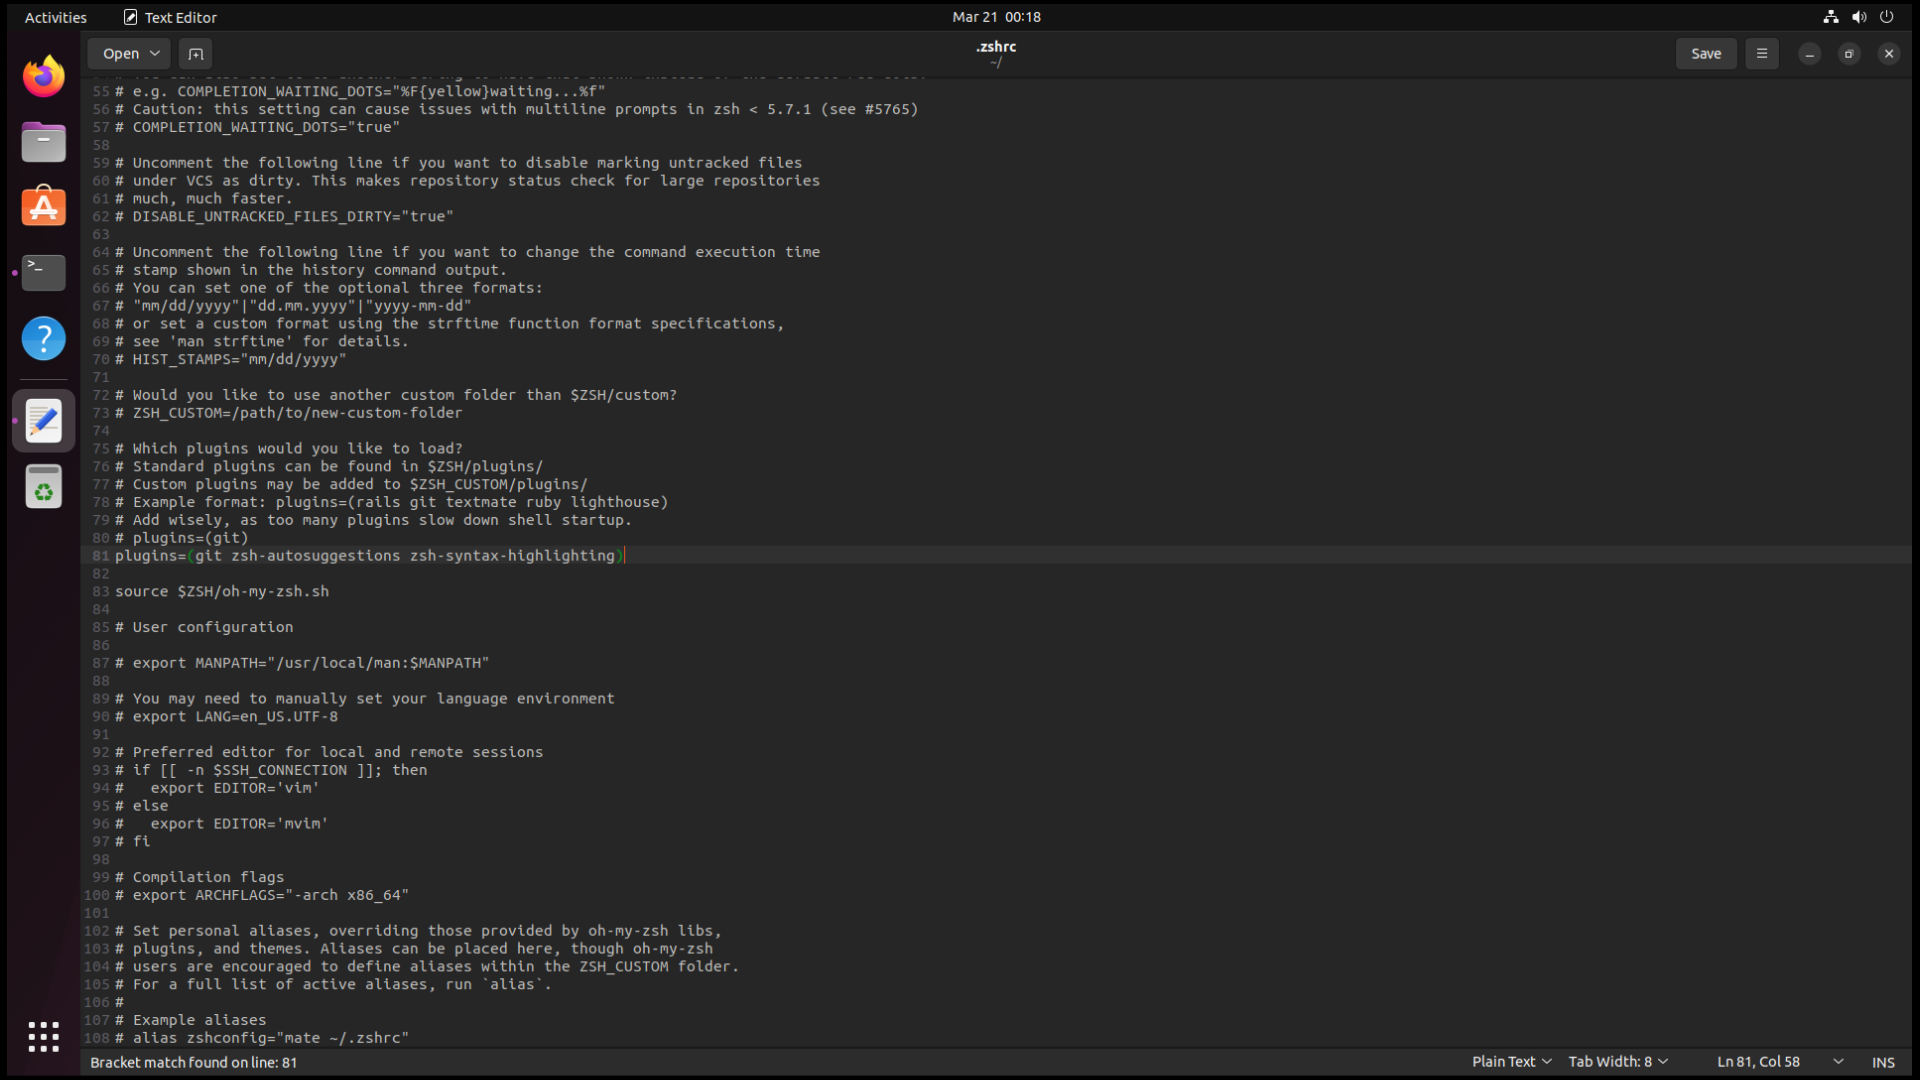 Activities
Text Editor
Mar 21 00:18
Open
.zshrc
~/
Save
55 # e.g. COMPLETION_WAITING_DOTS="%F{yellow}waiting...%f"
56 # Caution: this setting can cause issues with multiline prompts in zsh < 5.7.1 (see #5765)
57 # COMPLETION_WAITING_DOTS="true"
58
59 # Uncomment the following line if you want to disable marking untracked files
60 # under VCS as dirty. This makes repository status check for large repositories
61 # much, much faster.
62 # DISABLE_UNTRACKED_FILES_DIRTY="true"
63
64 # Uncomment the following line if you want to change the command execution time
65 # stamp shown in the history command output.
66 # You can set one of the optional three formats:
67 # "mm/dd/yyyy"|"dd.mm.yyyy"|"yyyy-mm-dd"
68 # or set a custom format using the strftime function format specifications,
69 # see 'man strftime' for details.
70 # HIST_STAMPS="mm/dd/yyyy"
71
72 # Would you like to use another custom folder than $ZSH/custom?
73 # ZSH_CUSTOM=/path/to/new-custom-folder
74
75 # Which plugins would you like to load?
76 # Standard plugins can be found in $ZSH/plugins/
77 # Custom plugins may be added to $ZSH_CUSTOM/plugins/
78 # Example format: plugins=(rails git textmate ruby lighthouse)
79 # Add wisely, as too many plugins slow down shell startup.
80 # plugins=(git)
81 plugins=(git zsh-autosuggestions zsh-syntax-highlighting)
82
83 source $ZSH/oh-my-zsh.sh
84
85 # User configuration
86
87 # export MANPATH="/usr/local/man:$MANPATH"
88
89 # You may need to manually set your language environment
90 # export LANG=en_US.UTF-8
91
92 # Preferred editor for local and remote sessions
93 # if [[ -n $SSH_CONNECTION ]]; then
94 #   export EDITOR='vim'
95 # else
96 #   export EDITOR='mvim'
97 # fi
98
99 # Compilation flags
100 # export ARCHFLAGS="-arch x86_64"
101
102 # Set personal aliases, overriding those provided by oh-my-zsh libs,
103 # plugins, and themes. Aliases can be placed here, though oh-my-zsh
104 # users are encouraged to define aliases within the ZSH_CUSTOM folder.
105 # For a full list of active aliases, run `alias`.
106 #
107 # Example aliases
108 # alias zshconfig="mate ~/.zshrc"
Bracket match found on line: 81
Plain Text
Tab Width: 8
Ln 81, Col 58
INS